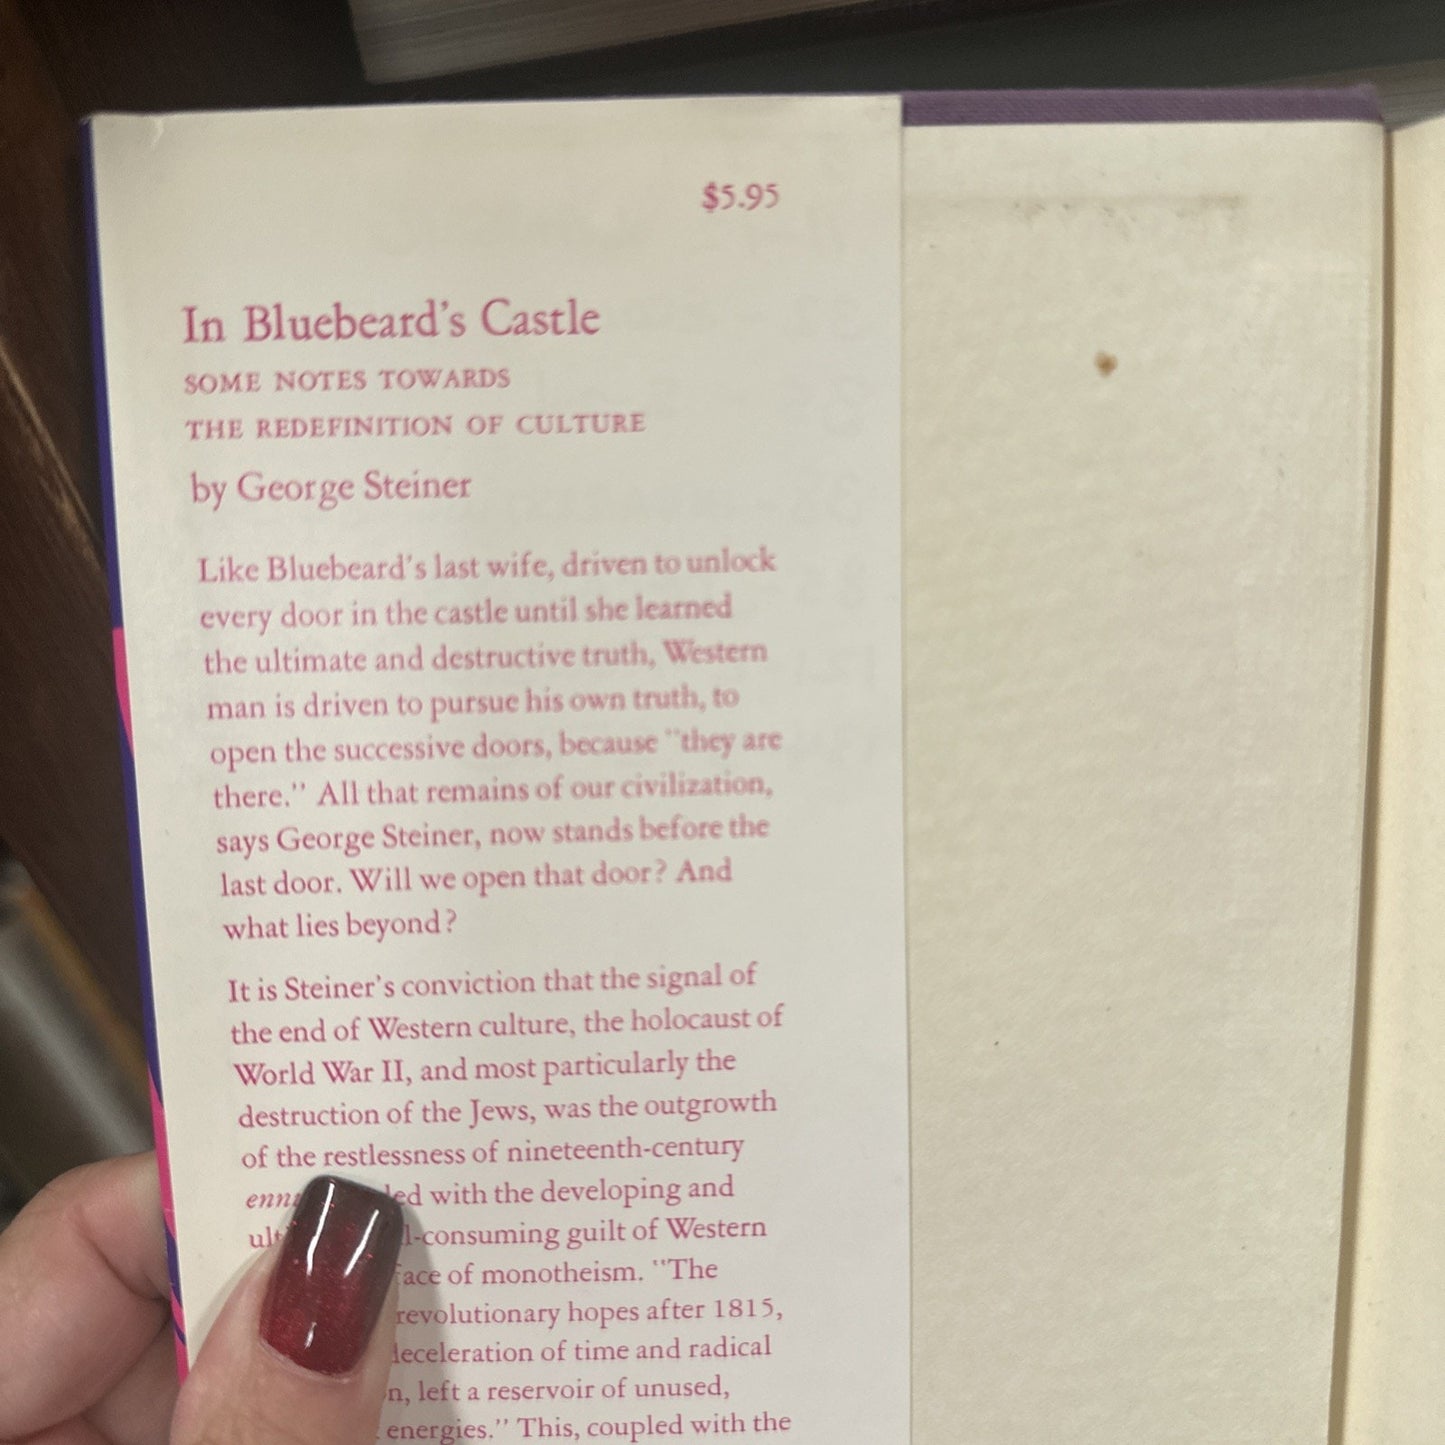 $5.95
In Bluebeard's Castle
SOME NOTES TOWARDS
THE REDEFINITION OF CULTURE
by George Steiner
Like Bluebeard's last wife, driven to unlock
every door in the castle until she learned
the ultimate and destructive truth, Western
man is driven to pursue his own truth, to
open the successive doors, because "they are
there." All that remains of our civilization,
says George Steiner, now stands before the
last door. Will we open that door? And
what lies beyond?
It is Steiner's conviction that the signal of
the end of Western culture, the holocaust of
World War II, and most particularly the
destruction of the Jews, was the outgrowth
of the restlessness of nineteenth-century
with the developing and
-consuming guilt of Western
of monotheism. "The
revolutionary hopes after 1815,
deceleration of time and radical
left a reservoir of unused,
energies." This, coupled with the